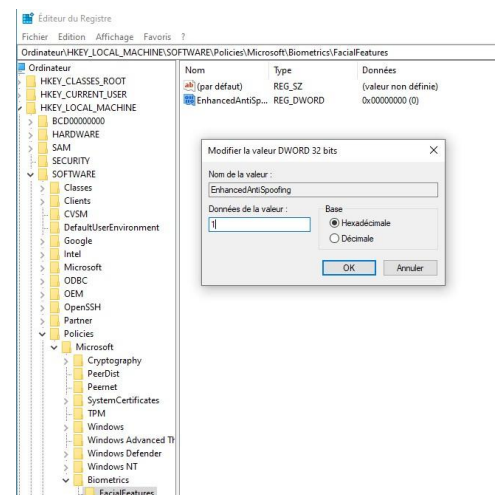 Éditeur du Registre
Fichier Edition Affichage Favoris ?
Ordinateur\HKEY_LOCAL_MACHINE\SOFTWARE\Policies\Microsoft\Biometrics\FacialFeatures
Ordinateur
HKEY_CLASSES_ROOT
HKEY_CURRENT_USER
HKEY_LOCAL_MACHINE
BCD00000000
HARDWARE
SAM
SECURITY
SOFTWARE
Classes
Clients
CVSM
DefaultUserEnvironment
Google
Intel
Microsoft
ODBC
OEM
OpenSSH
Partner
Policies
Microsoft
Cryptography
PeerDist
Peernet
SystemCertificates
TPM
Windows
Windows Advanced Th
Windows Defender
Windows NT
Biometrics
FacialFeatures
Nom Type Données
(par défaut) REG_SZ (valeur non définie)
EnhancedAntiSp... REG_DWORD 0x00000000 (0)
Modifier la valeur DWORD 32 bits
Nom de la valeur :
EnhancedAntiSpoofing
Données de la valeur : Base
1 Hexadécimale
Décimale
OK Annuler